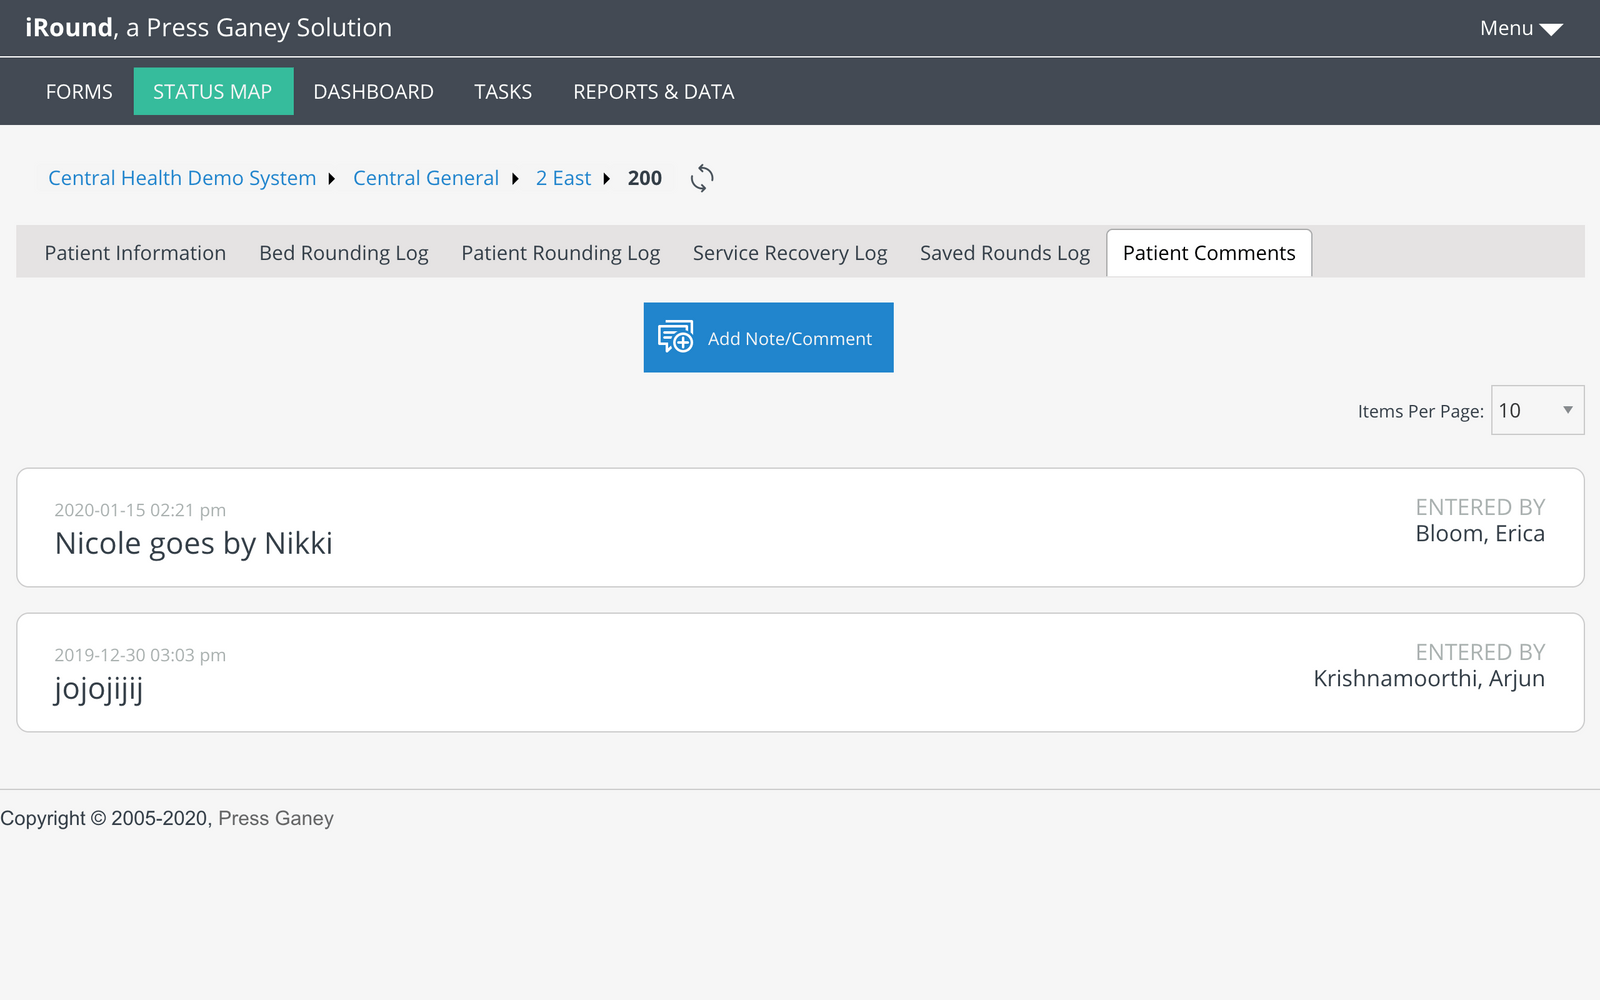 iRound, a Press Ganey Solution
Menu
FORMS STATUS MAP DASHBOARD TASKS REPORTS & DATA
Central Health Demo System Central General 2 East 200
Patient Information Bed Rounding Log Patient Rounding Log Service Recovery Log Saved Rounds Log Patient Comments
Add Note/Comment
Items Per Page: 10
2020-01-15 02:21 pm
Nicole goes by Nikki
ENTERED BY
Bloom, Erica
2019-12-30 03:03 pm
jojojijij
ENTERED BY
Krishnamoorthi, Arjun
Copyright © 2005-2020, Press Ganey